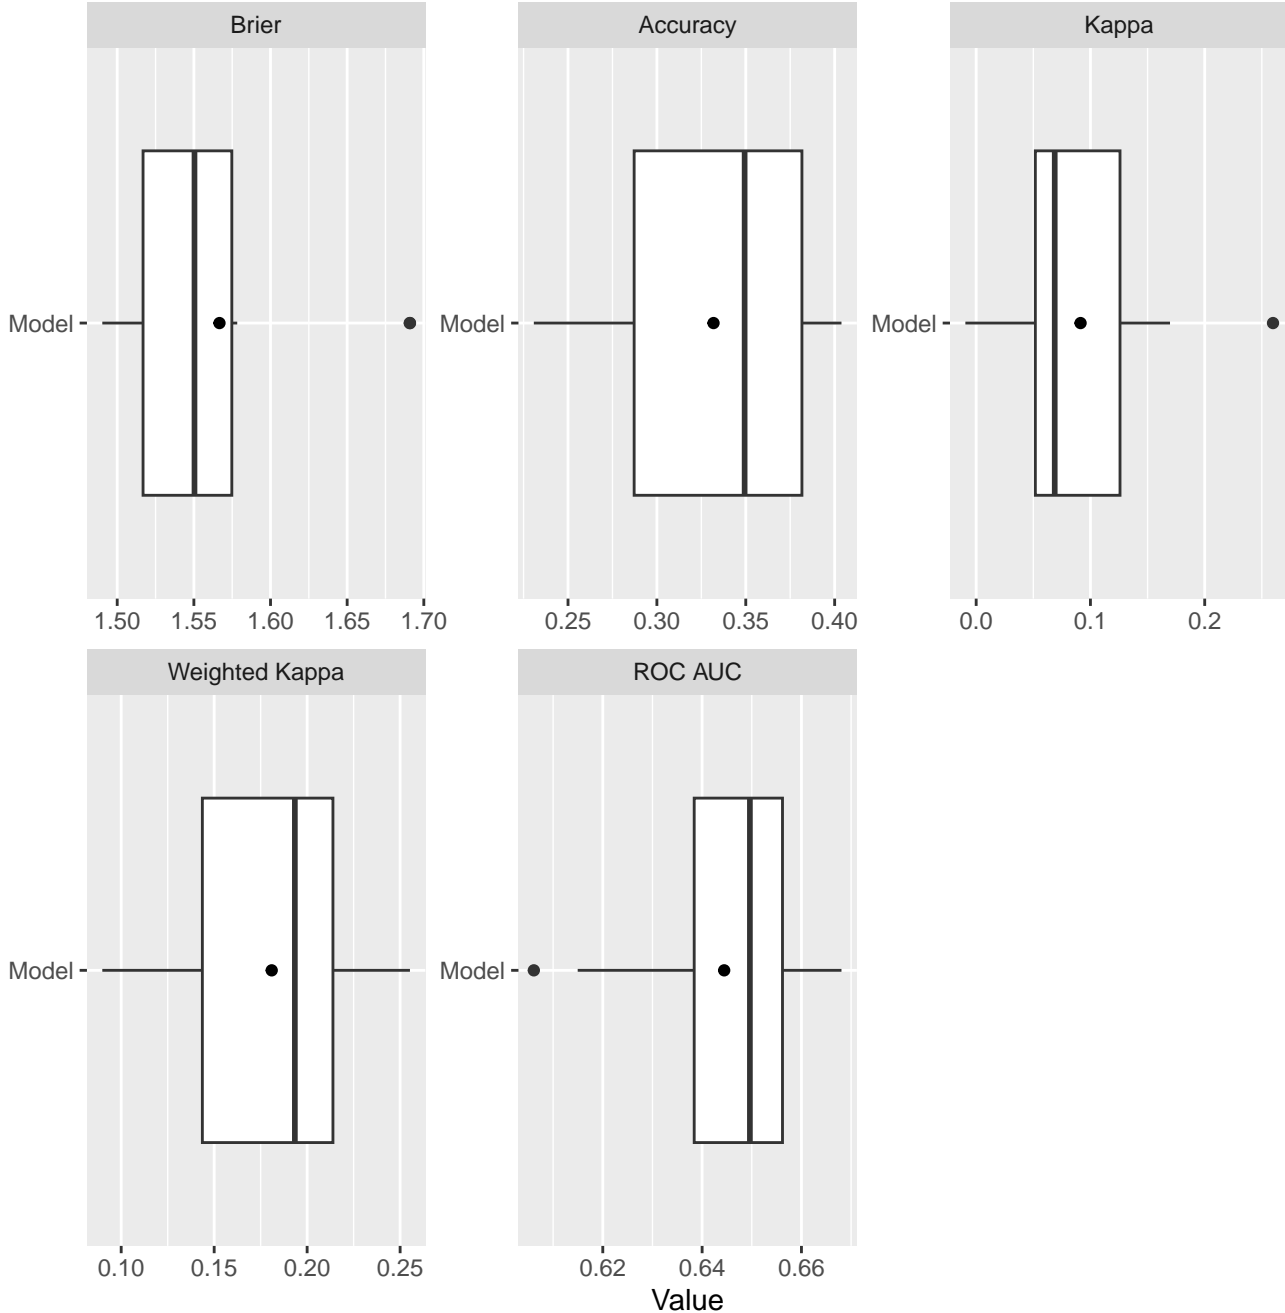 Brier Accuracy Kappa
Model Model Model
1.50 1.55 1.60 1.65 1.70 0.25 0.30 0.35 0.40 0.0 0.1 0.2
Weighted Kappa ROC AUC
Model Model
0.10 0.15 0.20 0.25 0.62 0.64 0.66
Value